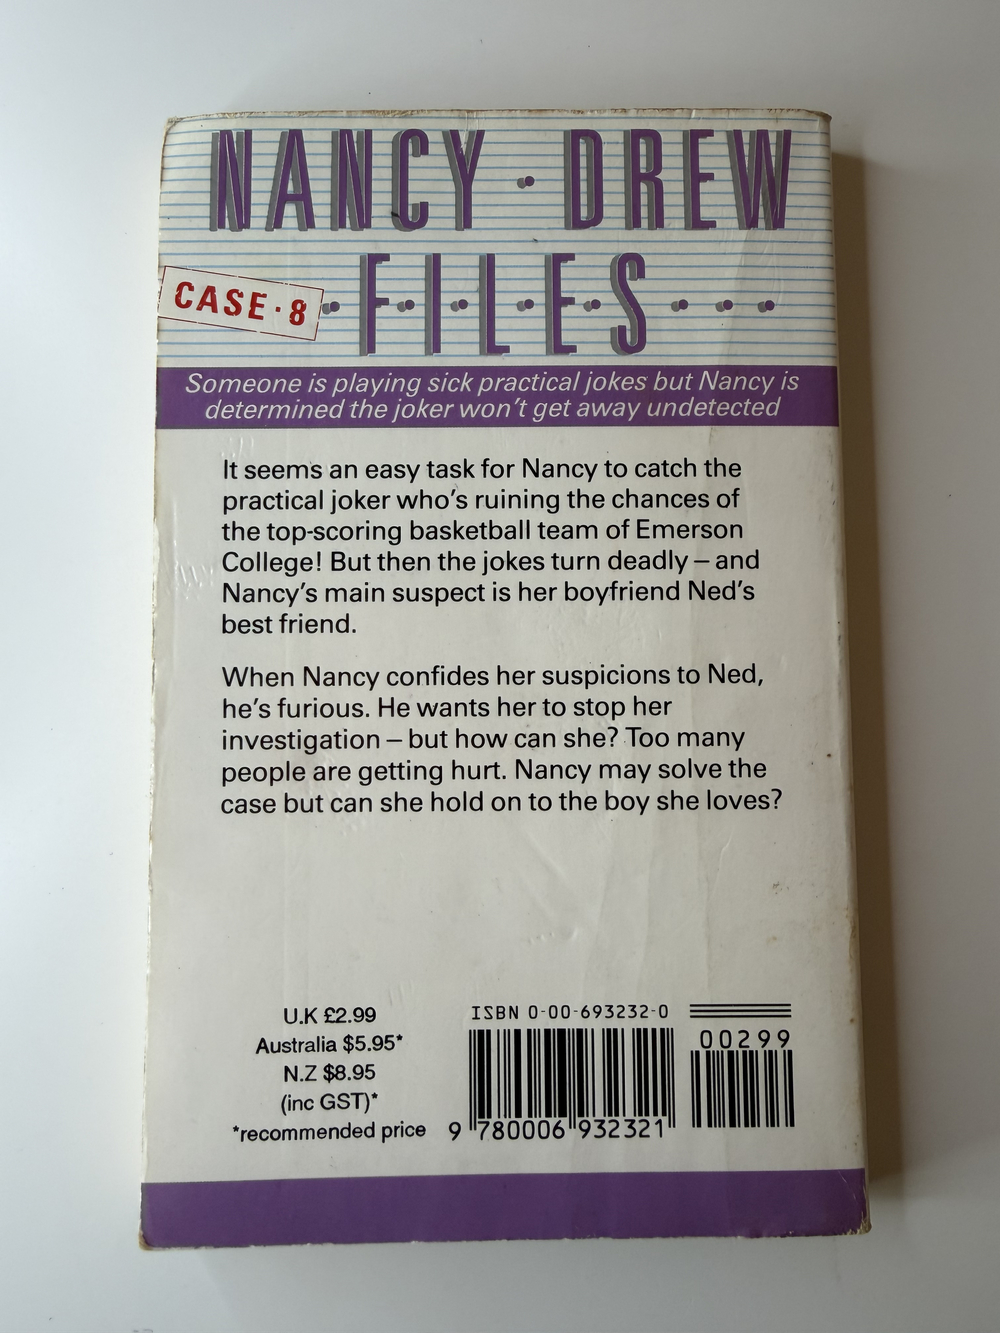 NANCY · DREW
CASE · 8
· F · I · L · E · S · · ·
Someone is playing sick practical jokes but Nancy is
determined the joker won't get away undetected
It seems an easy task for Nancy to catch the
practical joker who's ruining the chances of
the top-scoring basketball team of Emerson
College! But then the jokes turn deadly – and
Nancy's main suspect is her boyfriend Ned's
best friend.
When Nancy confides her suspicions to Ned,
he's furious. He wants her to stop her
investigation – but how can she? Too many
people are getting hurt. Nancy may solve the
case but can she hold on to the boy she loves?
U.K £2.99
Australia $5.95*
N.Z $8.95
(inc GST)*
*recommended price
ISBN 0-00-693232-0
00299
9 780006 932321